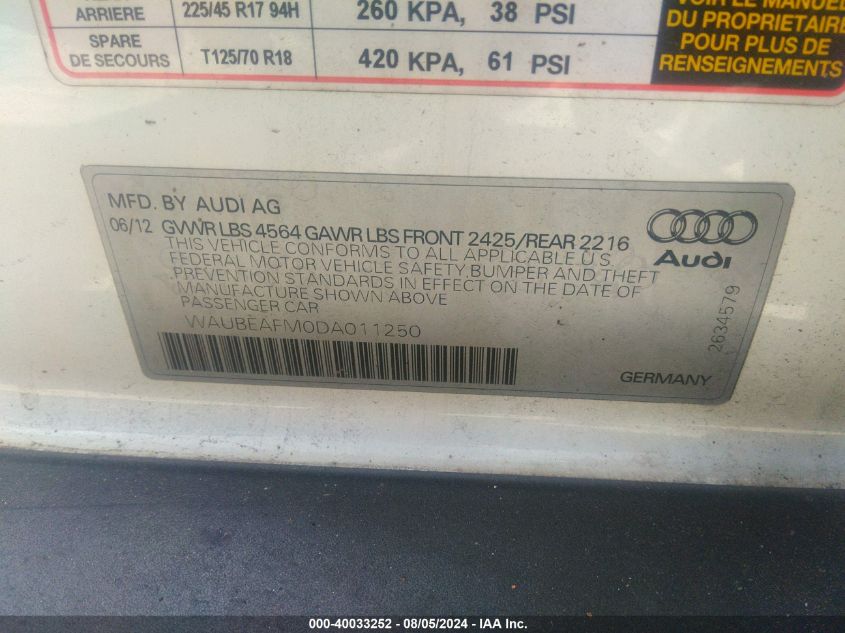 ARRIERE 225/45 R17 94H 260 KPA, 38 PSI
SPARE
DE SECOURS T125/70 R18 420 KPA, 61 PSI
VOIR LE MANUEL
DU PROPRIETAIRE
POUR PLUS DE
RENSEIGNEMENTS
MFD. BY AUDI AG
06/12 GVWR LBS 4564 GAWR LBS FRONT 2425/REAR 2216
THIS VEHICLE CONFORMS TO ALL APPLICABLE U.S.
FEDERAL MOTOR VEHICLE SAFETY,BUMPER AND THEFT
PREVENTION STANDARDS IN EFFECT ON THE DATE OF
MANUFACTURE SHOWN ABOVE
PASSENGER CAR
WAUBEAFM0DA011250
Audi
2634579
GERMANY
000-40033252 - 08/05/2024 - IAA Inc.